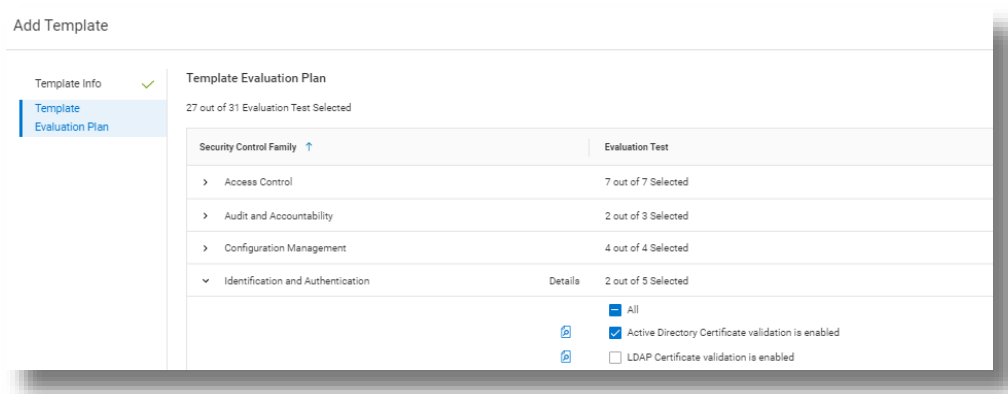 Add Template
Template Info
Template
Evaluation Plan
Template Evaluation Plan
27 out of 31 Evaluation Test Selected
Security Control Family ↑ Evaluation Test
Access Control 7 out of 7 Selected
Audit and Accountability 2 out of 3 Selected
Configuration Management 4 out of 4 Selected
Identification and Authentication Details 2 out of 5 Selected
All
Active Directory Certificate validation is enabled
LDAP Certificate validation is enabled